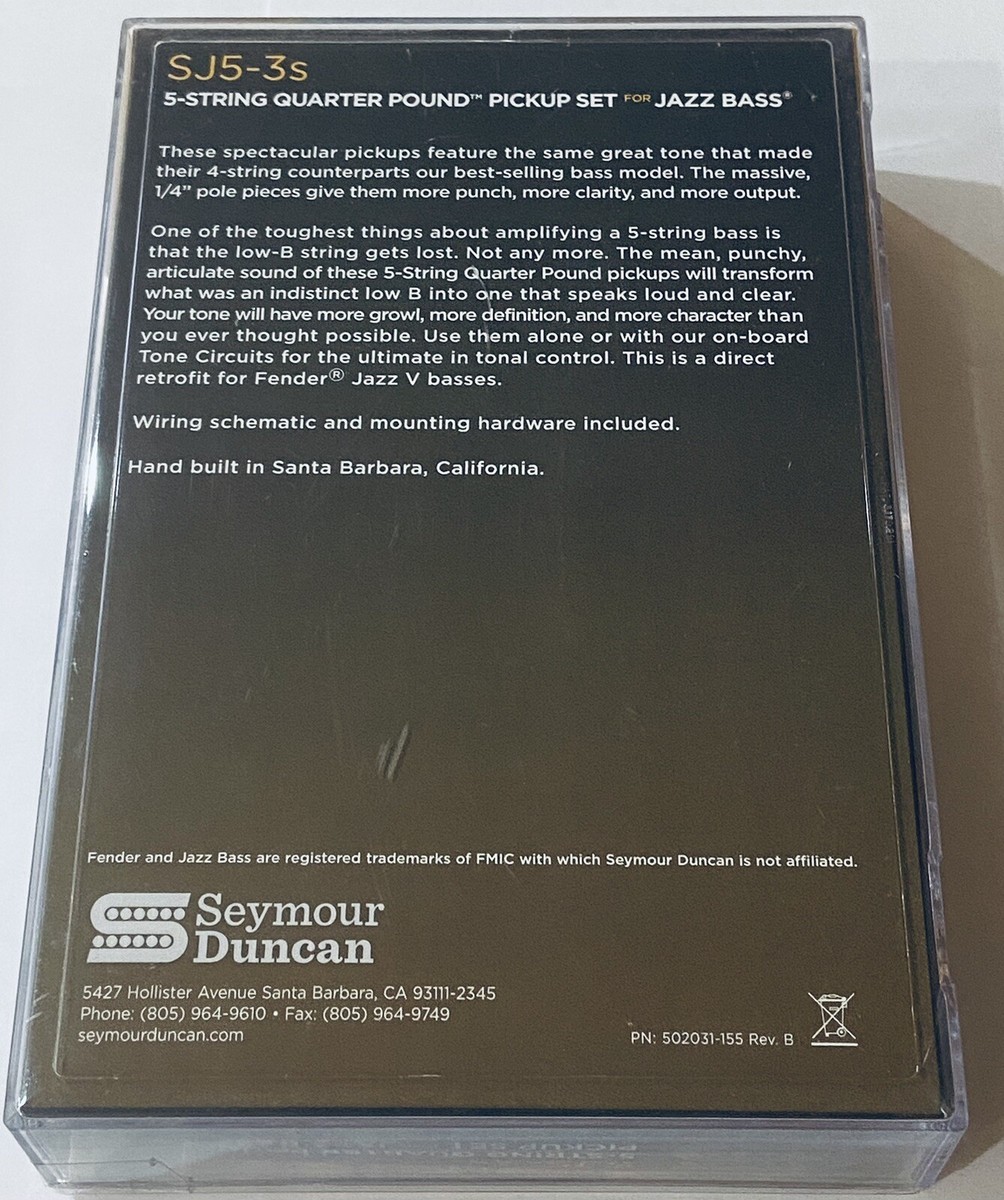 SJ5-3s
5-STRING QUARTER POUND™ PICKUP SET FOR JAZZ BASS®
These spectacular pickups feature the same great tone that made
their 4-string counterparts our best-selling bass model. The massive,
1/4” pole pieces give them more punch, more clarity, and more output.
One of the toughest things about amplifying a 5-string bass is
that the low-B string gets lost. Not any more. The mean, punchy,
articulate sound of these 5-String Quarter Pound pickups will transform
what was an indistinct low B into one that speaks loud and clear.
Your tone will have more growl, more definition, and more character than
you ever thought possible. Use them alone or with our on-board
Tone Circuits for the ultimate in tonal control. This is a direct
retrofit for Fender® Jazz V basses.
Wiring schematic and mounting hardware included.
Hand built in Santa Barbara, California.
Fender and Jazz Bass are registered trademarks of FMIC with which Seymour Duncan is not affiliated.
Seymour
Duncan
5427 Hollister Avenue Santa Barbara, CA 93111-2345
Phone: (805) 964-9610 • Fax: (805) 964-9749
seymourduncan.com
PN: 502031-155 Rev. B